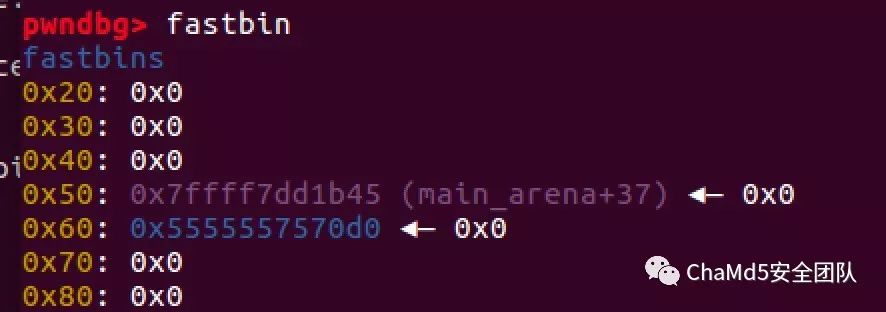 pwndbg> fastbin
fastbins
0x20: 0x0
0x30: 0x0
0x40: 0x0
0x50: 0x7ffff7dd1b45 (main_arena+37) ◂— 0x0
0x60: 0x5555557570d0 ◂— 0x0
0x70: 0x0
0x80: 0x0
ChaMd5安全团队